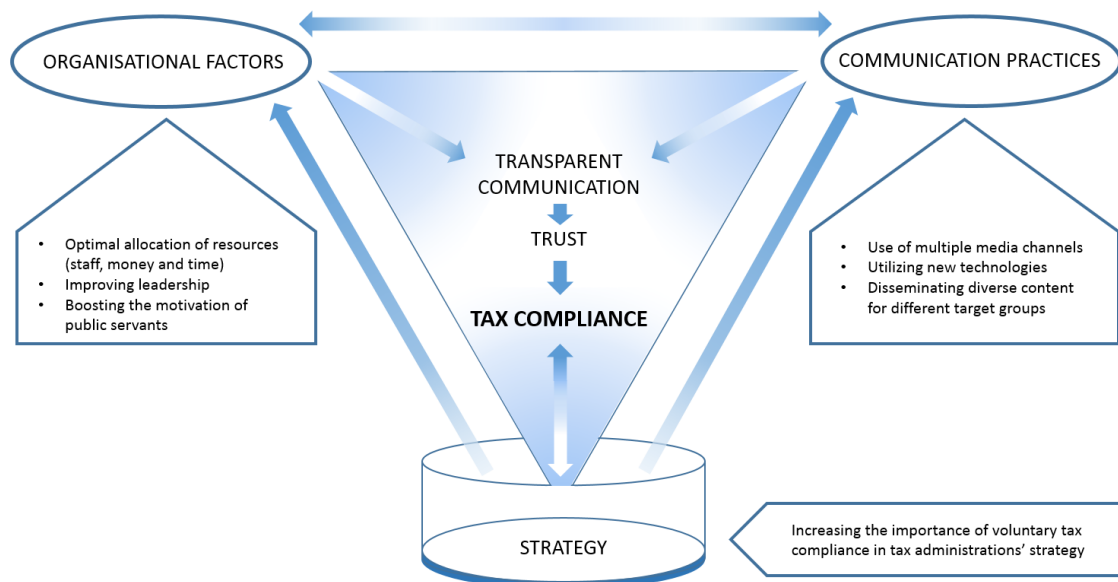 ORGANISATIONAL FACTORS
COMMUNICATION PRACTICES
TRANSPARENT
COMMUNICATION
TRUST
TAX COMPLIANCE
• Optimal allocation of resources
(staff, money and time)
• Improving leadership
• Boosting the motivation of
public servants
• Use of multiple media channels
• Utilizing new technologies
• Disseminating diverse content
for different target groups
STRATEGY
Increasing the importance of voluntary tax
compliance in tax administrations’ strategy